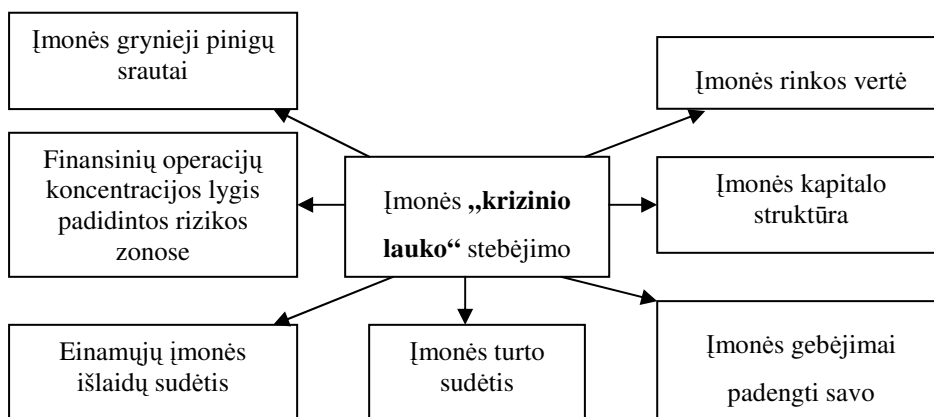 Įmonės grynieji pinigų
srautai
Įmonės rinkos vertė
Finansinių operacijų
koncentracijos lygis
padidintos rizikos
zonose
Įmonės „krizinio
lauko“ stebėjimo
Įmonės kapitalo
struktūra
Einamųjų įmonės
išlaidų sudėtis
Įmonės turto
sudėtis
Įmonės gebėjimai
padengti savo